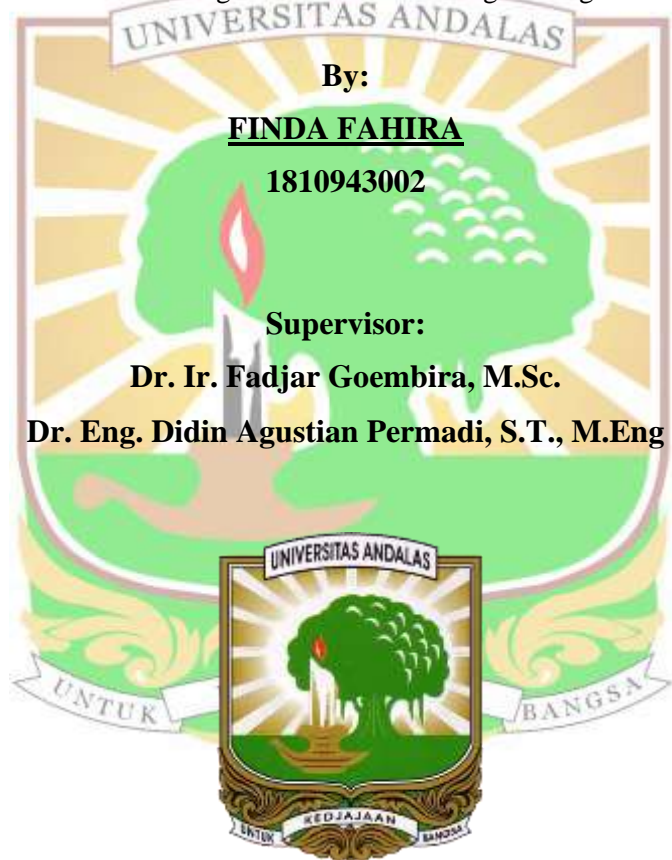 UNIVERSITAS ANDALAS
By:
FINDA FAHIRA
1810943002
Supervisor:
Dr. Ir. Fadjar Goembira, M.Sc.
Dr. Eng. Didin Agustian Permadi, S.T., M.Eng
UNIVERSITAS ANDALAS
UNTUK BANGSA
UNTUK KEDJAJAAN BANGSA